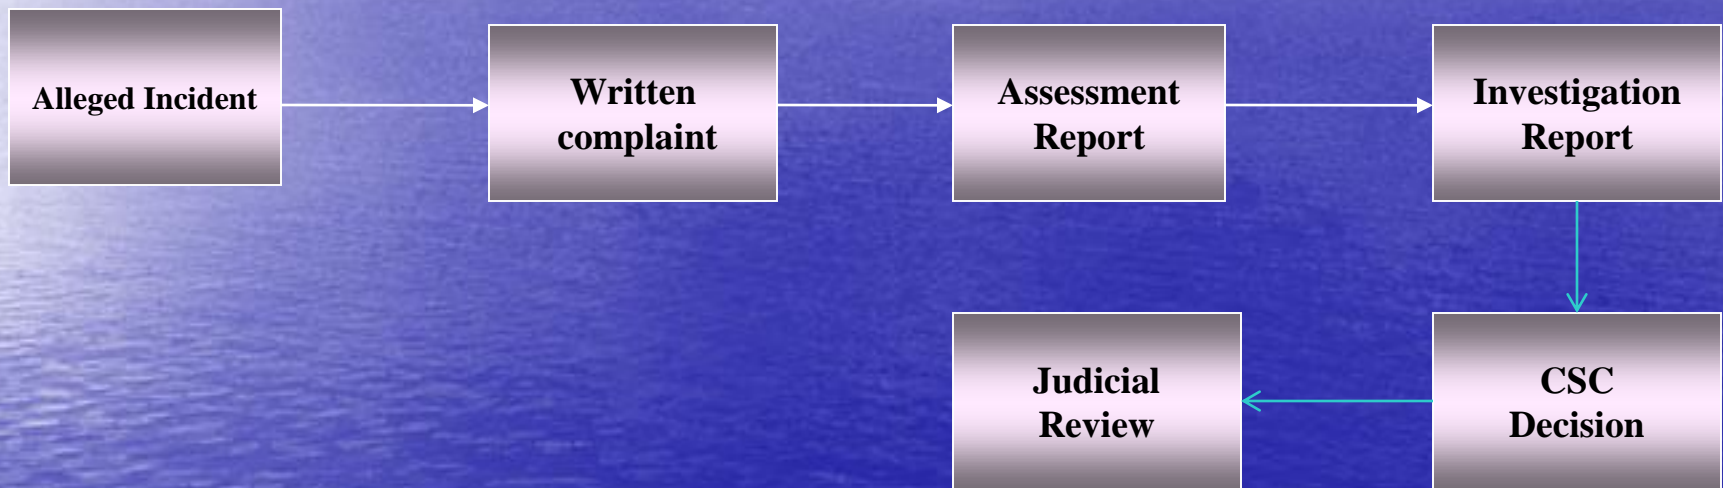 Alleged Incident
Written
complaint
Assessment
Report
Investigation
Report
Judicial
Review
CSC
Decision